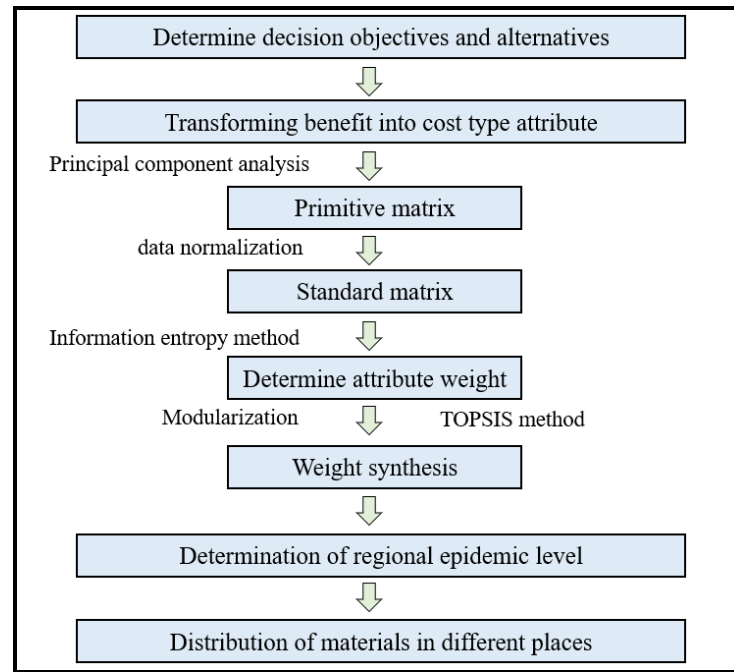 Determine decision objectives and alternatives
Transforming benefit into cost type attribute
Principal component analysis
Primitive matrix
data normalization
Standard matrix
Information entropy method
Determine attribute weight
Modularization
TOPSIS method
Weight synthesis
Determination of regional epidemic level
Distribution of materials in different places